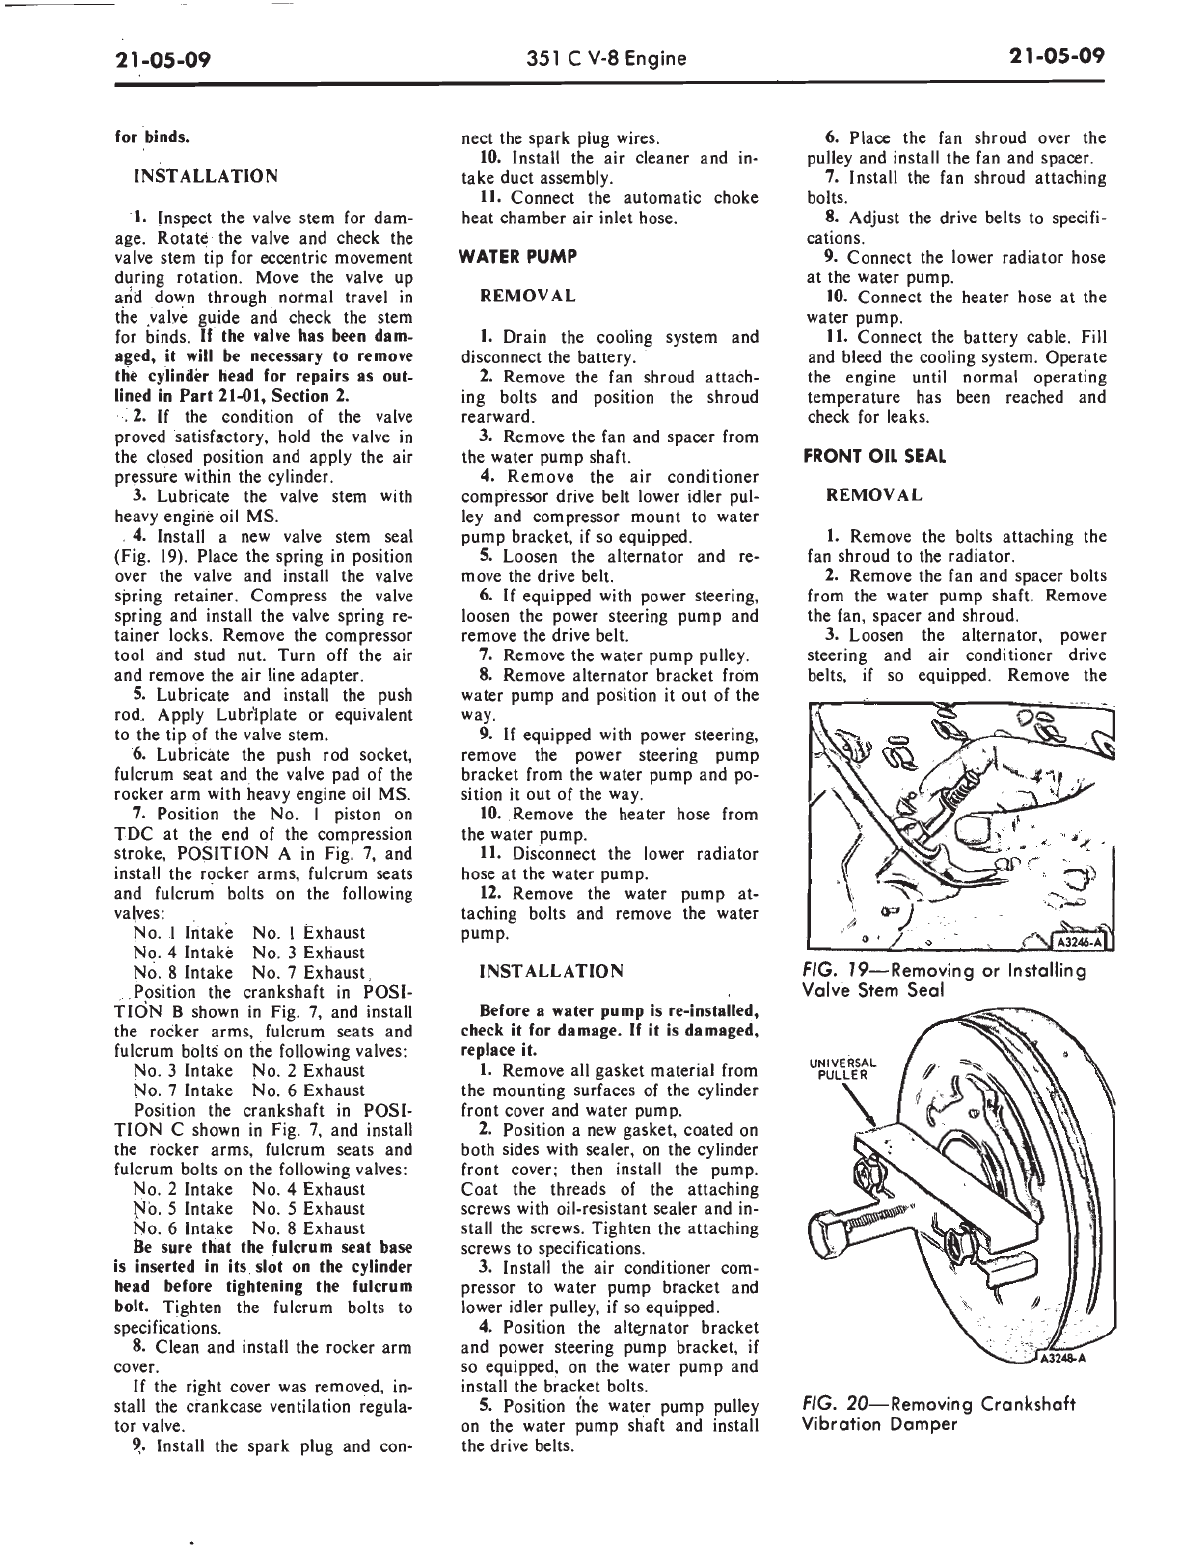 21-05-09
351 C V-8 Engine
21-05-09
for binds.
INSTALLATION
1. Inspect the valve stem for dam-
age. Rotate the valve and check the
valve stem tip for eccentric movement
during rotation. Move the valve up
and down through normal travel in
the valve guide and check the stem
for binds. If the valve has been dam-
aged, it will be necessary to remove
the cylinder head for repairs as out-
lined in Part 21-01, Section 2.
2. If the condition of the valve
proved satisfactory, hold the valve in
the closed position and apply the air
pressure within the cylinder.
3. Lubricate the valve stem with
heavy engine oil MS.
4. Install a new valve stem seal
(Fig. 19). Place the spring in position
over the valve and install the valve
spring retainer. Compress the valve
spring and install the valve spring re-
tainer locks. Remove the compressor
tool and stud nut. Turn off the air
and remove the air line adapter.
5. Lubricate and install the push
rod. Apply Lubriplate or equivalent
to the tip of the valve stem.
6. Lubricate the push rod socket,
fulcrum seat and the valve pad of the
rocker arm with heavy engine oil MS.
7. Position the No. 1 piston on
TDC at the end of the compression
stroke, POSITION A in Fig. 7, and
install the rocker arms, fulcrum seats
and fulcrum bolts on the following
valves:
No. 1 Intake No. 1 Exhaust
No. 4 Intake No. 3 Exhaust
No. 8 Intake No. 7 Exhaust
Position the crankshaft in POSI-
TION B shown in Fig. 7, and install
the rocker arms, fulcrum seats and
fulcrum bolts on the following valves:
No. 3 Intake No. 2 Exhaust
No. 7 Intake No. 6 Exhaust
Position the crankshaft in POSI-
TION C shown in Fig. 7, and install
the rocker arms, fulcrum seats and
fulcrum bolts on the following valves:
No. 2 Intake No. 4 Exhaust
No. 5 Intake No. 5 Exhaust
No. 6 Intake No. 8 Exhaust
Be sure that the fulcrum seat base
is inserted in its slot on the cylinder
head before tightening the fulcrum
bolt. Tighten the fulcrum bolts to
specifications.
8. Clean and install the rocker arm
cover.
If the right cover was removed, in-
stall the crankcase ventilation regula-
tor valve.
9. Install the spark plug and con-
nect the spark plug wires.
10. Install the air cleaner and in-
take duct assembly.
11. Connect the automatic choke
heat chamber air inlet hose.
WATER PUMP
REMOVAL
1. Drain the cooling system and
disconnect the battery.
2. Remove the fan shroud attach-
ing bolts and position the shroud
rearward.
3. Remove the fan and spacer from
the water pump shaft.
4. Remove the air conditioner
compressor drive belt lower idler pul-
ley and compressor mount to water
pump bracket, if so equipped.
5. Loosen the alternator and re-
move the drive belt.
6. If equipped with power steering,
loosen the power steering pump and
remove the drive belt.
7. Remove the water pump pulley.
8. Remove alternator bracket from
water pump and position it out of the
way.
9. If equipped with power steering,
remove the power steering pump
bracket from the water pump and po-
sition it out of the way.
10. Remove the heater hose from
the water pump.
11. Disconnect the lower radiator
hose at the water pump.
12. Remove the water pump at-
taching bolts and remove the water
pump.
INSTALLATION
Before a water pump is re-installed,
check it for damage. If it is damaged,
replace it.
1. Remove all gasket material from
the mounting surfaces of the cylinder
front cover and water pump.
2. Position a new gasket, coated on
both sides with sealer, on the cylinder
front cover; then install the pump.
Coat the threads of the attaching
screws with oil-resistant sealer and in-
stall the screws. Tighten the attaching
screws to specifications.
3. Install the air conditioner com-
pressor to water pump bracket and
lower idler pulley, if so equipped.
4. Position the alternator bracket
and power steering pump bracket, if
so equipped, on the water pump and
install the bracket bolts.
5. Position the water pump pulley
on the water pump shaft and install
the drive belts.
6. Place the fan shroud over the
pulley and install the fan and spacer.
7. Install the fan shroud attaching
bolts.
8. Adjust the drive belts to specifi-
cations.
9. Connect the lower radiator hose
at the water pump.
10. Connect the heater hose at the
water pump.
11. Connect the battery cable. Fill
and bleed the cooling system. Operate
the engine until normal operating
temperature has been reached and
check for leaks.
FRONT OIL SEAL
REMOVAL
1. Remove the bolts attaching the
fan shroud to the radiator.
2. Remove the fan and spacer bolts
from the water pump shaft. Remove
the fan, spacer and shroud.
3. Loosen the alternator, power
steering and air conditioner drive
belts, if so equipped. Remove the
A3246-A
FIG. 19—Removing or Installing
Valve Stem Seal
UNIVERSAL
PULLER
A3248-A
FIG. 20—Removing Crankshaft
Vibration Damper